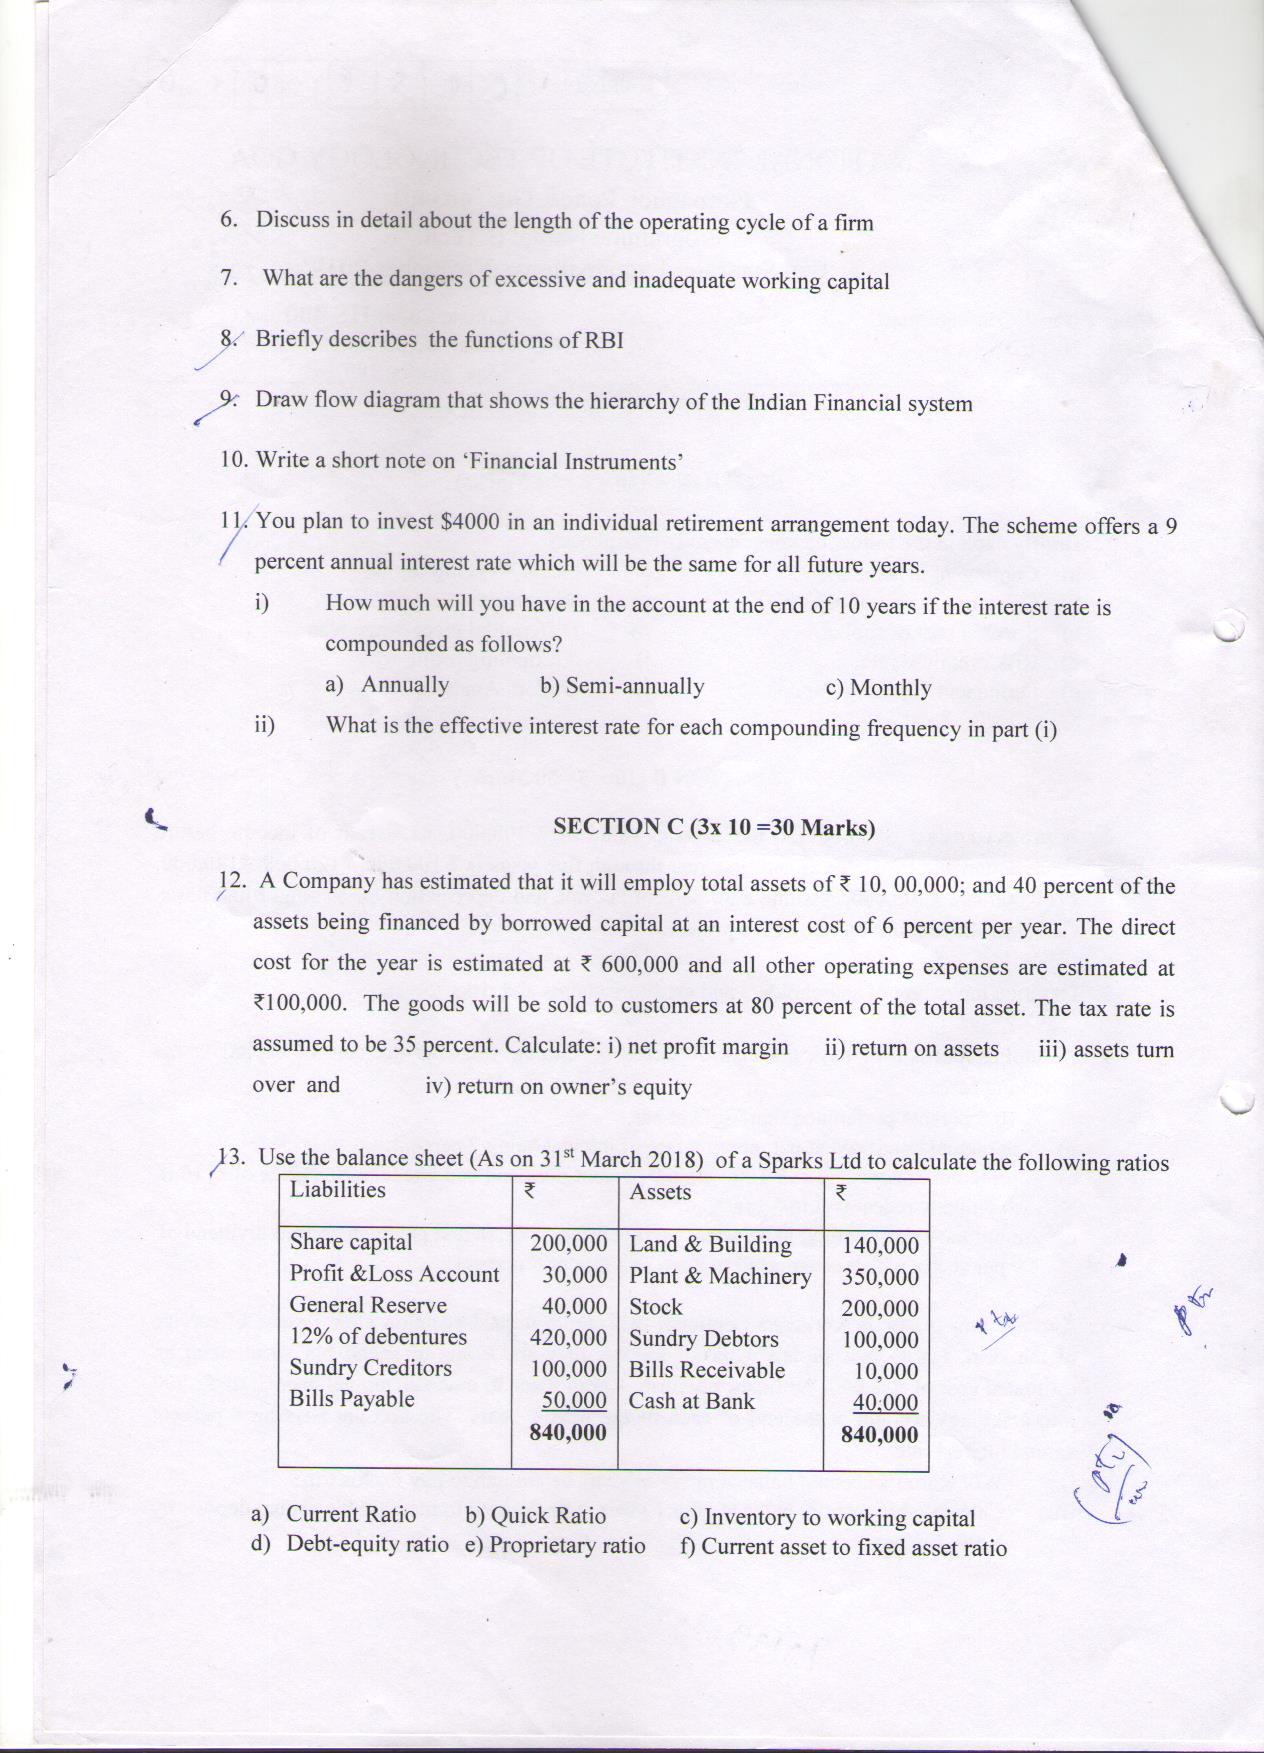 6. Discuss in detail about the length of the operating cycle of a firm
7. What are the dangers of excessive and inadequate working capital
8. Briefly describes the functions of RBI
9. Draw flow diagram that shows the hierarchy of the Indian Financial system
10. Write a short note on ‘Financial Instruments’
11. You plan to invest $4000 in an individual retirement arrangement today. The scheme offers a 9
percent annual interest rate which will be the same for all future years.
i) How much will you have in the account at the end of 10 years if the interest rate is
compounded as follows?
a) Annually b) Semi-annually c) Monthly
ii) What is the effective interest rate for each compounding frequency in part (i)
SECTION C (3x 10 =30 Marks)
12. A Company has estimated that it will employ total assets of ₹ 10, 00,000; and 40 percent of the
assets being financed by borrowed capital at an interest cost of 6 percent per year. The direct
cost for the year is estimated at ₹ 600,000 and all other operating expenses are estimated at
₹100,000. The goods will be sold to customers at 80 percent of the total asset. The tax rate is
assumed to be 35 percent. Calculate: i) net profit margin ii) return on assets iii) assets turn
over and iv) return on owner’s equity
13. Use the balance sheet (As on 31st March 2018) of a Sparks Ltd to calculate the following ratios
Liabilities ₹ Assets ₹
Share capital 200,000 Land & Building 140,000
Profit &Loss Account 30,000 Plant & Machinery 350,000
General Reserve 40,000 Stock 200,000
12% of debentures 420,000 Sundry Debtors 100,000
Sundry Creditors 100,000 Bills Receivable 10,000
Bills Payable 50,000 Cash at Bank 40,000
840,000 840,000
a) Current Ratio b) Quick Ratio c) Inventory to working capital
d) Debt-equity ratio e) Proprietary ratio f) Current asset to fixed asset ratio